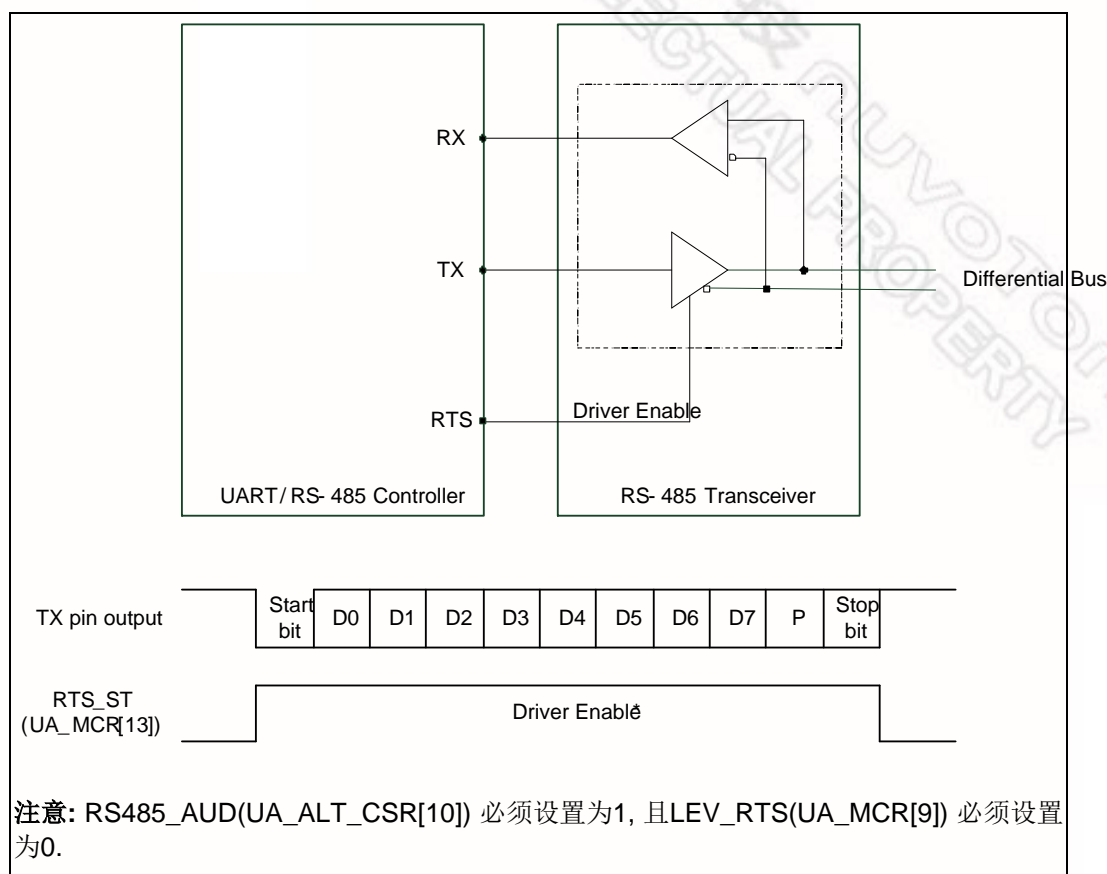 RX
TX
Differential Bus
RTS
Driver Enable
UART/RS-485 Controller
RS-485 Transceiver
TX pin output
Start bit
D0
D1
D2
D3
D4
D5
D6
D7
P
Stop bit
RTS_ST
(UA_MCR[13])
Driver Enable*
注意: RS485_AUD(UA_ALT_CSR[10]) 必须设置为1, 且LEV_RTS(UA_MCR[9]) 必须设置
为0.